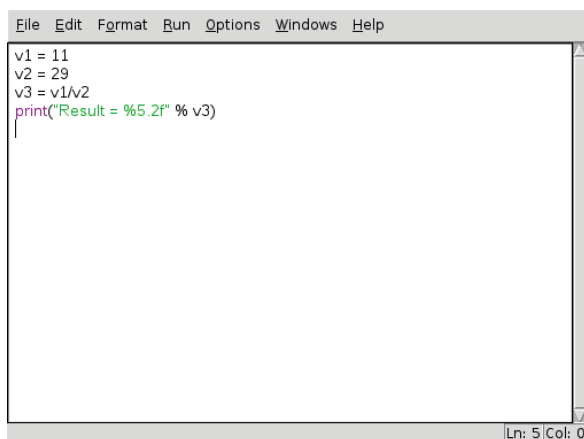 File Edit Format Run Options Windows Help
v1 = 11
v2 = 29
v3 = v1/v2
print("Result = %5.2f" % v3)
Ln: 5 Col: 0